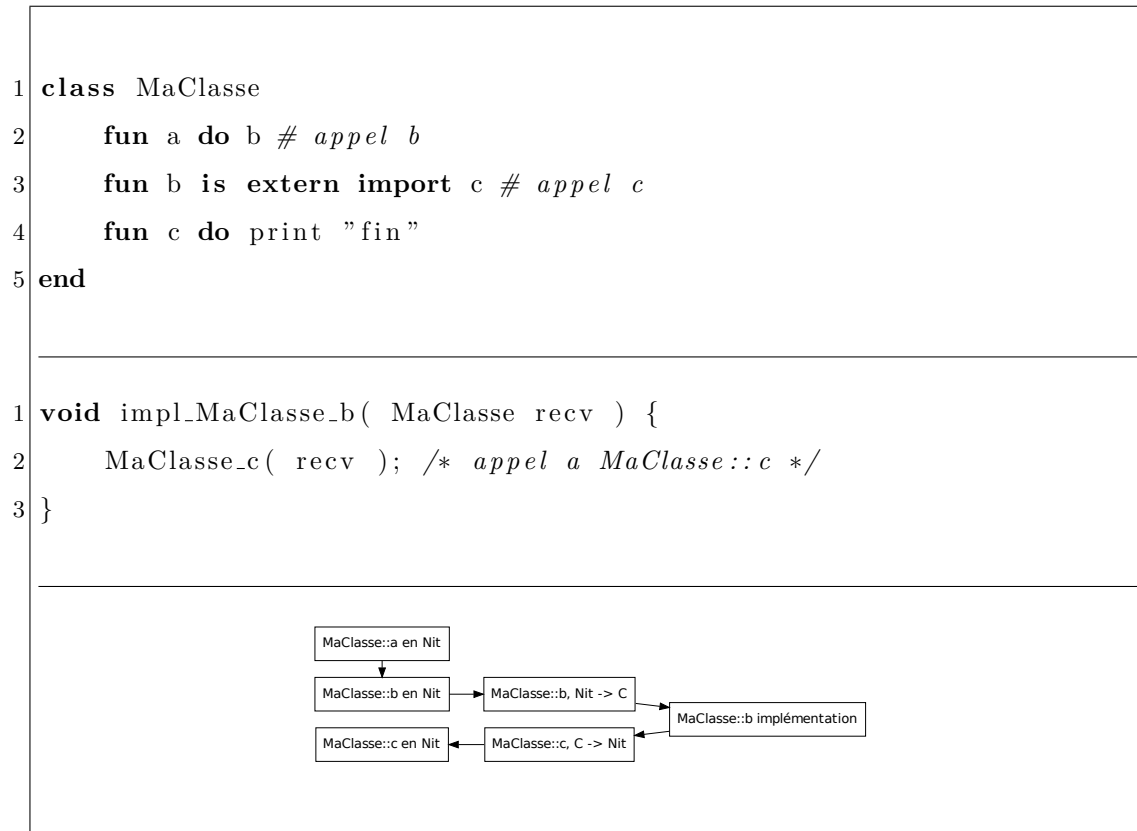 1 class MaClasse
2 fun a do b # appel b
3 fun b is extern import c # appel c
4 fun c do print "fin"
5 end
1 void impl_MaClasse_b( MaClasse recv ) {
2 MaClasse_c( recv ); /* appel a MaClasse::c */
3 }
MaClasse::a en Nit
MaClasse::b en Nit
MaClasse::b, Nit -> C
MaClasse::b implémentation
MaClasse::c en Nit
MaClasse::c, C -> Nit